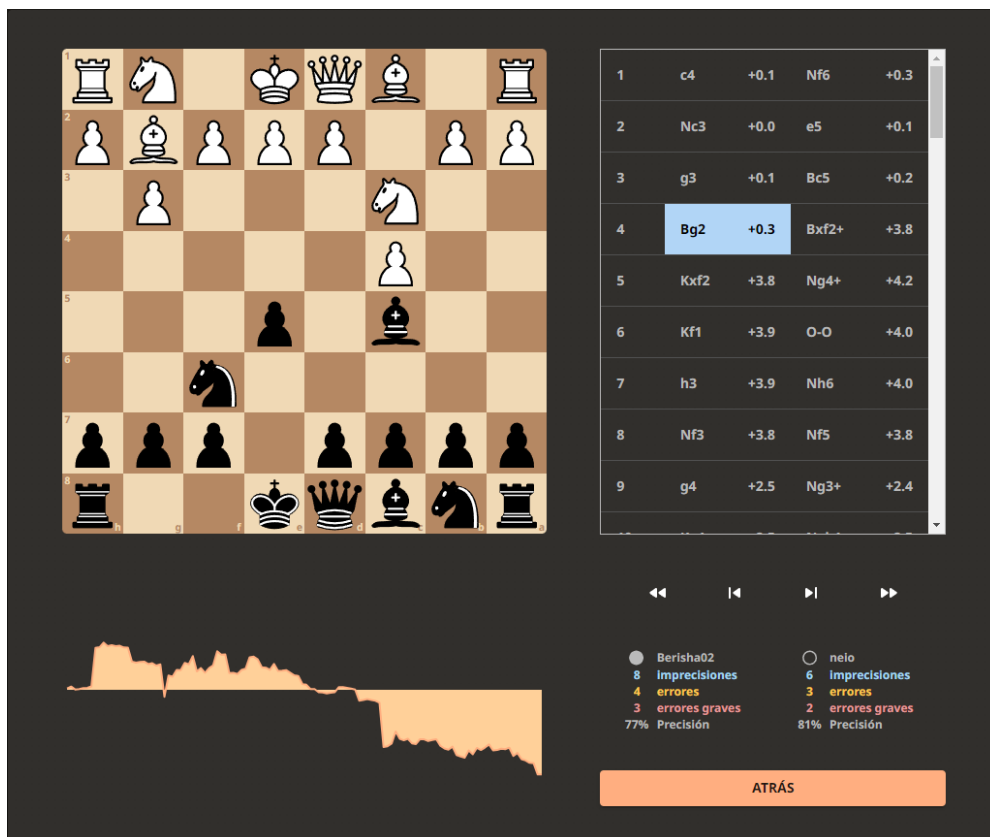 1
2
3
4
5
6
7
8
h g f e d c b a
1 c4 +0.1 Nf6 +0.3
2 Nc3 +0.0 e5 +0.1
3 g3 +0.1 Bc5 +0.2
4 Bg2 +0.3 Bxf2+ +3.8
5 Kxf2 +3.8 Ng4+ +4.2
6 Kf1 +3.9 O-O +4.0
7 h3 +3.9 Nh6 +4.0
8 Nf3 +3.8 Nf5 +3.8
9 g4 +2.5 Ng3+ +2.4
Berisha02
8 imprecisiones
4 errores
3 errores graves
77% Precisión
neio
6 imprecisiones
3 errores
2 errores graves
81% Precisión
ATRÁS